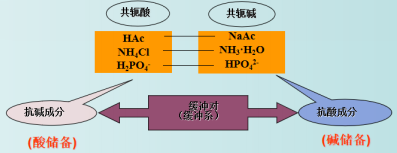 共轭酸 共轭碱
HAc NaAc
NH₄Cl NH₃·H₂O
H₂PO₄⁻ HPO₄²⁻
抗碱成分 缓冲对 抗酸成分
(缓冲系)
(酸储备) (碱储备)